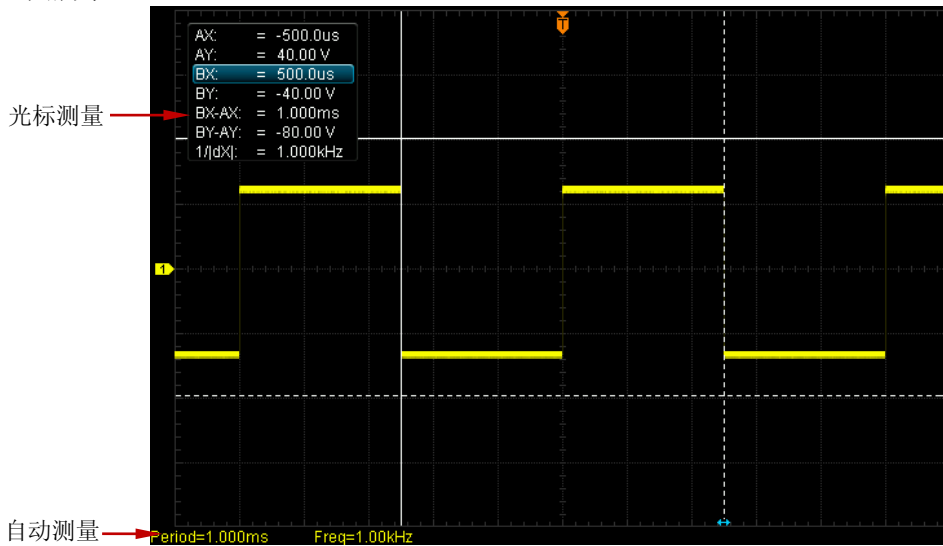 T
AX: = -500.0us
AY: = 40.00 V
BX: = 500.0us
BY: = -40.00 V
光标测量
BX-AX: = 1.000ms
BY-AY: = -80.00 V
1/|dX|: = 1.000kHz
1
自动测量
Period=1.000ms Freq=1.00kHz